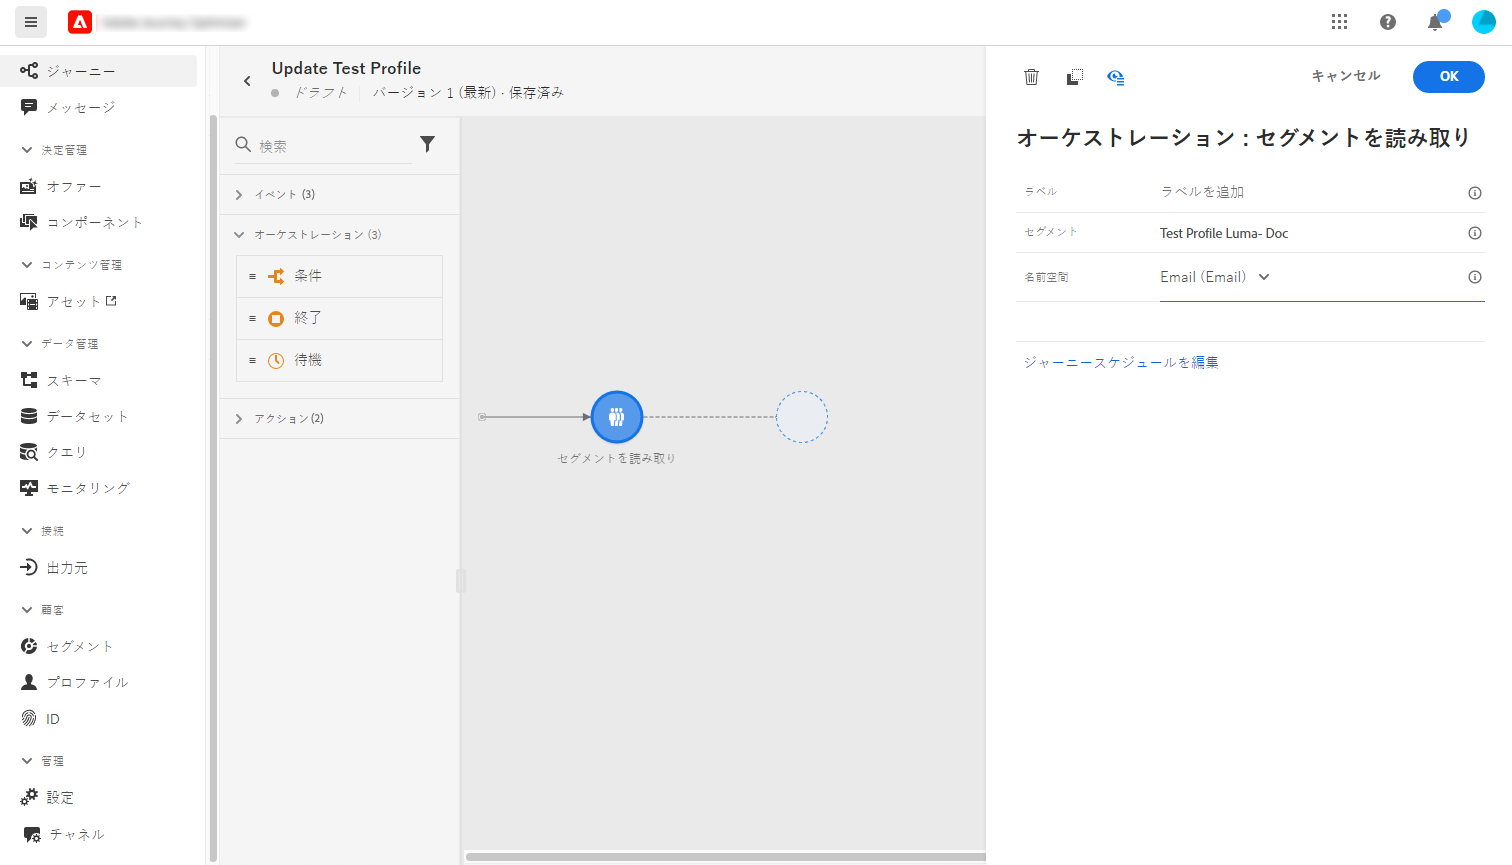 ジャーニー
メッセージ
決定管理
オファー
コンポーネント
コンテンツ管理
アセット
データ管理
スキーマ
データセット
クエリ
モニタリング
接続
出力元
顧客
セグメント
プロファイル
ID
管理
設定
チャネル
Update Test Profile
ドラフト バージョン 1 (最新) · 保存済み
検索
イベント (3)
オーケストレーション (3)
条件
終了
待機
アクション (2)
セグメントを読み取り
キャンセル OK
オーケストレーション : セグメントを読み取り
ラベル ラベルを追加
セグメント Test Profile Luma- Doc
名前空間 Email (Email)
ジャーニースケジュールを編集